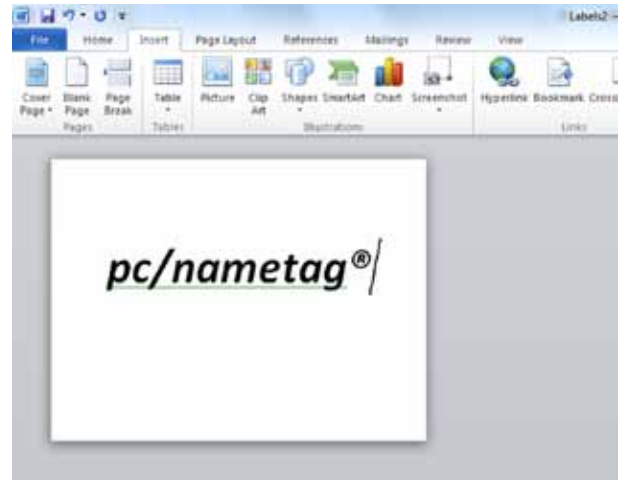 Labels2 -
File Home Insert Page Layout References Mailings Review View
Cover Page Blank Page Page Break Table Picture Clip Art Shapes SmartArt Chart Screenshot Hyperlink Bookmark Cross
Pages Tables Illustrations Links
pc/nametag®